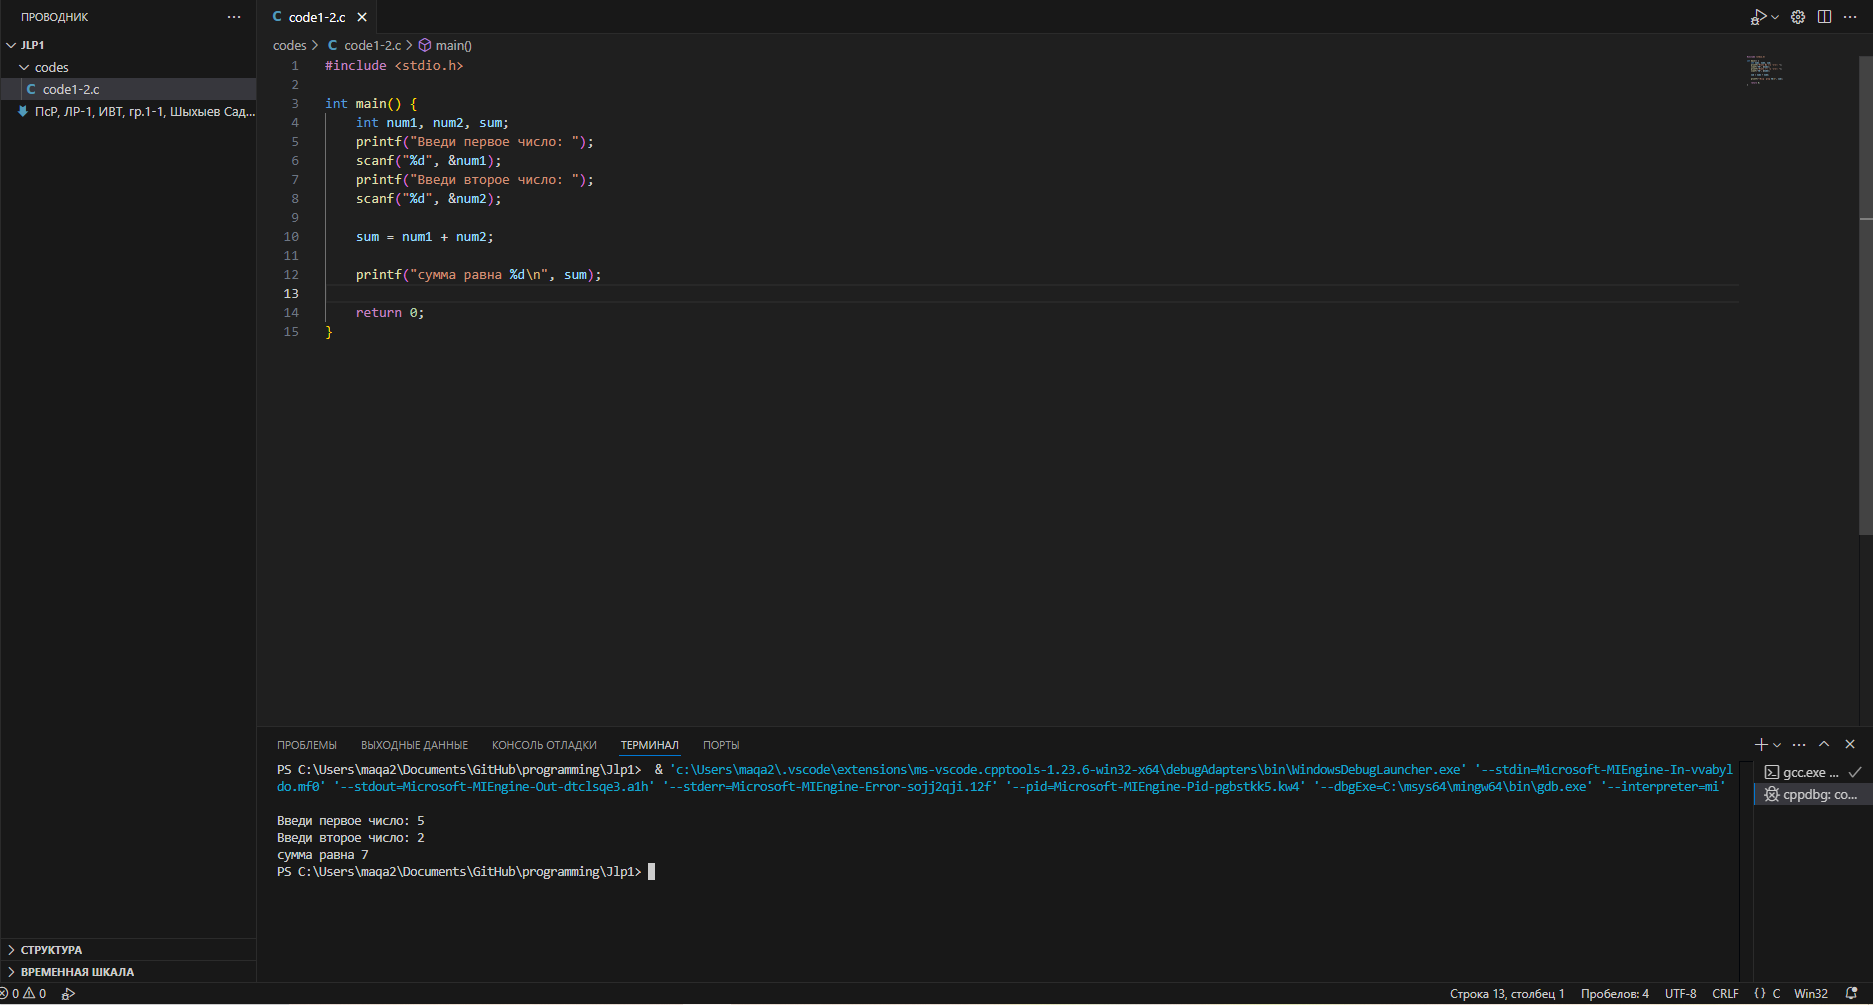 ПРОВОДНИК
JLP1
codes
code1-2.c
ПсР, ЛР-1, ИВТ, гр.1-1, Шыхыев Сад...
СТРУКТУРА
ВРЕМЕННАЯ ШКАЛА
C code1-2.c
codes > C code1-2.c > main()
1 #include <stdio.h>
2
3 int main() {
4 int num1, num2, sum;
5 printf("Введи первое число: ");
6 scanf("%d", &num1);
7 printf("Введи второе число: ");
8 scanf("%d", &num2);
9
10 sum = num1 + num2;
11
12 printf("сумма равна %d\n", sum);
13
14 return 0;
15 }
ПРОБЛЕМЫ ВЫХОДНЫЕ ДАННЫЕ КОНСОЛЬ ОТЛАДКИ ТЕРМИНАЛ ПОРТЫ
PS C:\Users\maqa2\Documents\GitHub\programming\Jlp1> & 'c:\Users\maqa2\.vscode\extensions\ms-vscode.cpptools-1.23.6-win32-x64\debugAdapters\bin\WindowsDebugLauncher.exe' '--stdin=Microsoft-MIEngine-In-vvabyl
do.mf0' '--stdout=Microsoft-MIEngine-Out-dtclsqe3.a1h' '--stderr=Microsoft-MIEngine-Error-sojj2qji.12f' '--pid=Microsoft-MIEngine-Pid-pgbstkk5.kw4' '--dbgExe=C:\msys64\mingw64\bin\gdb.exe' '--interpreter=mi'
Введи первое число: 5
Введи второе число: 2
сумма равна 7
PS C:\Users\maqa2\Documents\GitHub\programming\Jlp1>
gcc.exe ...
cppdbg: co...
0 0
Строка 13, столбец 1 Пробелов: 4 UTF-8 CRLF {} C Win32